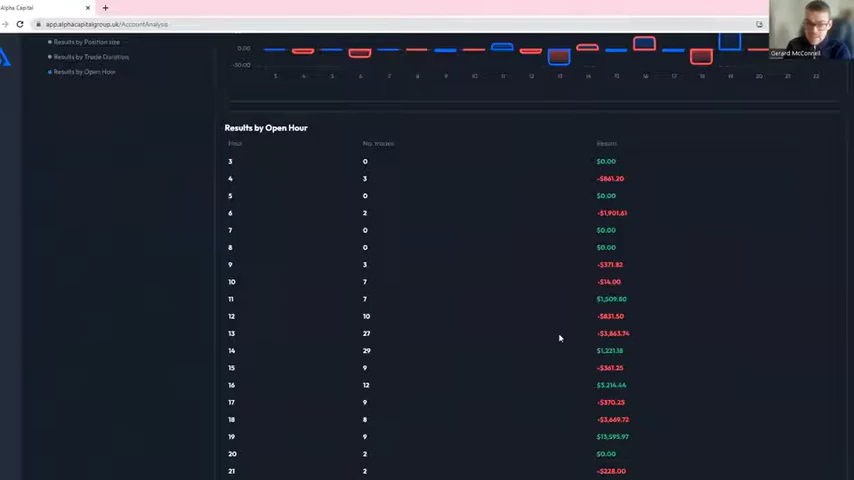 Alpha Capital
app.alphacapitalgroup.uk/AccountAnalysis
Gerard McConnell
Results by Position size
Results by Trade Duration
Results by Open Hour
0.00
3 4 5 6 7 8 9 10 11 12 13 14 15 16 17 18 19 20 21 22
Results by Open Hour
Hour No. trades Results
3 0 $0.00
4 3 -$861.20
5 0 $0.00
6 2 -$1,901.61
7 0 $0.00
8 0 $0.00
9 3 -$371.82
10 7 -$14.00
11 7 $1,509.80
12 10 -$831.50
13 27 -$3,863.74
14 29 $1,221.18
15 9 -$361.25
16 12 $5,214.44
17 9 -$370.25
18 8 -$3,669.72
19 9 $13,595.97
20 2 $0.00
21 2 -$228.00